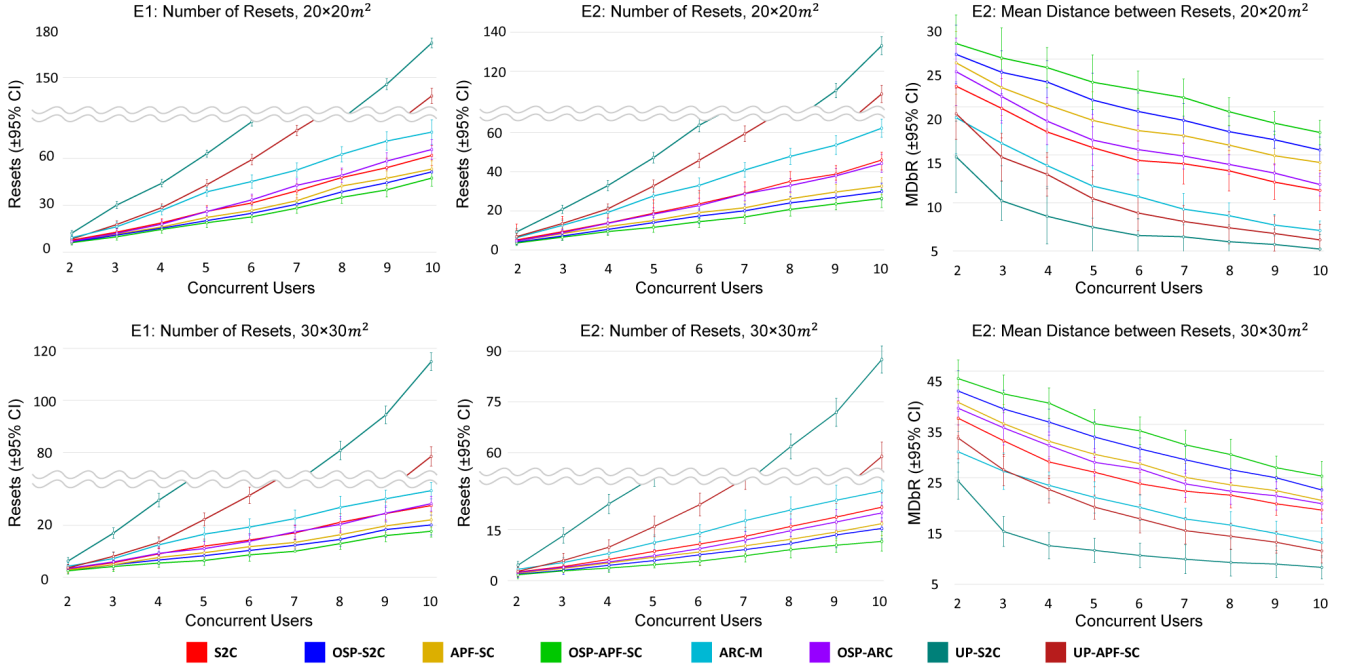 E1: Number of Resets, 20×20m²
Resets (±95% CI)
180
150
60
30
0
2 3 4 5 6 7 8 9 10
Concurrent Users
E2: Number of Resets, 20×20m²
Resets (±95% CI)
140
120
60
40
20
0
2 3 4 5 6 7 8 9 10
Concurrent Users
E2: Mean Distance between Resets, 20×20m²
MDbR (±95% CI)
30
25
20
15
10
5
2 3 4 5 6 7 8 9 10
Concurrent Users
E1: Number of Resets, 30×30m²
Resets (±95% CI)
120
100
80
20
0
2 3 4 5 6 7 8 9 10
Concurrent Users
E2: Number of Resets, 30×30m²
Resets (±95% CI)
90
75
60
15
0
2 3 4 5 6 7 8 9 10
Concurrent Users
E2: Mean Distance between Resets, 30×30m²
MDbR (±95% CI)
45
35
25
15
5
2 3 4 5 6 7 8 9 10
Concurrent Users
S2C OSP-S2C APF-SC OSP-APF-SC ARC-M OSP-ARC UP-S2C UP-APF-SC